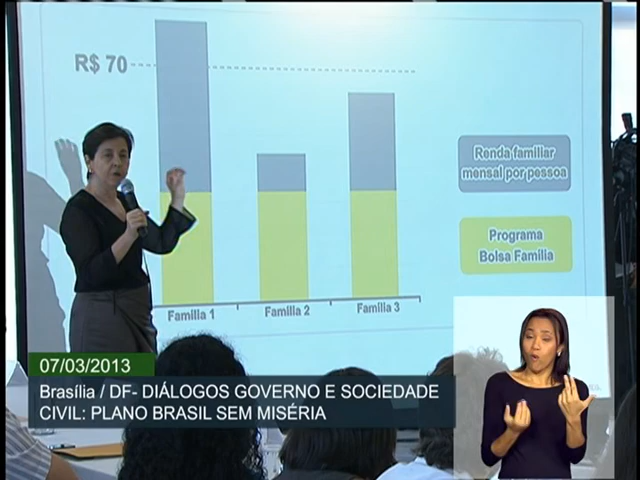 R$ 70
Renda familiar
mensal por pessoa
Programa
Bolsa Família
Família 1
Família 2
Família 3
07/03/2013
Brasília / DF- DIÁLOGOS GOVERNO E SOCIEDADE
CIVIL: PLANO BRASIL SEM MISÉRIA